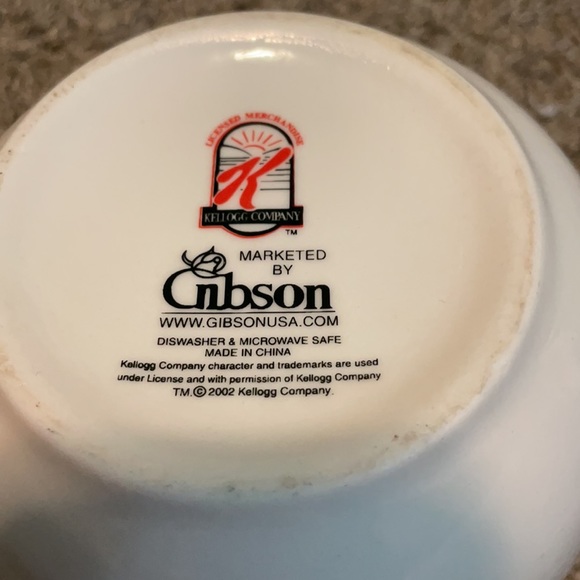 LICENSED MERCHANDISE
K
KELLOGG COMPANY
TM
MARKETED
BY
Gibson
WWW.GIBSONUSA.COM
DISWASHER & MICROWAVE SAFE
MADE IN CHINA
Kellogg Company character and trademarks are used
under License and with permission of Kellogg Company
TM.© 2002 Kellogg Company.